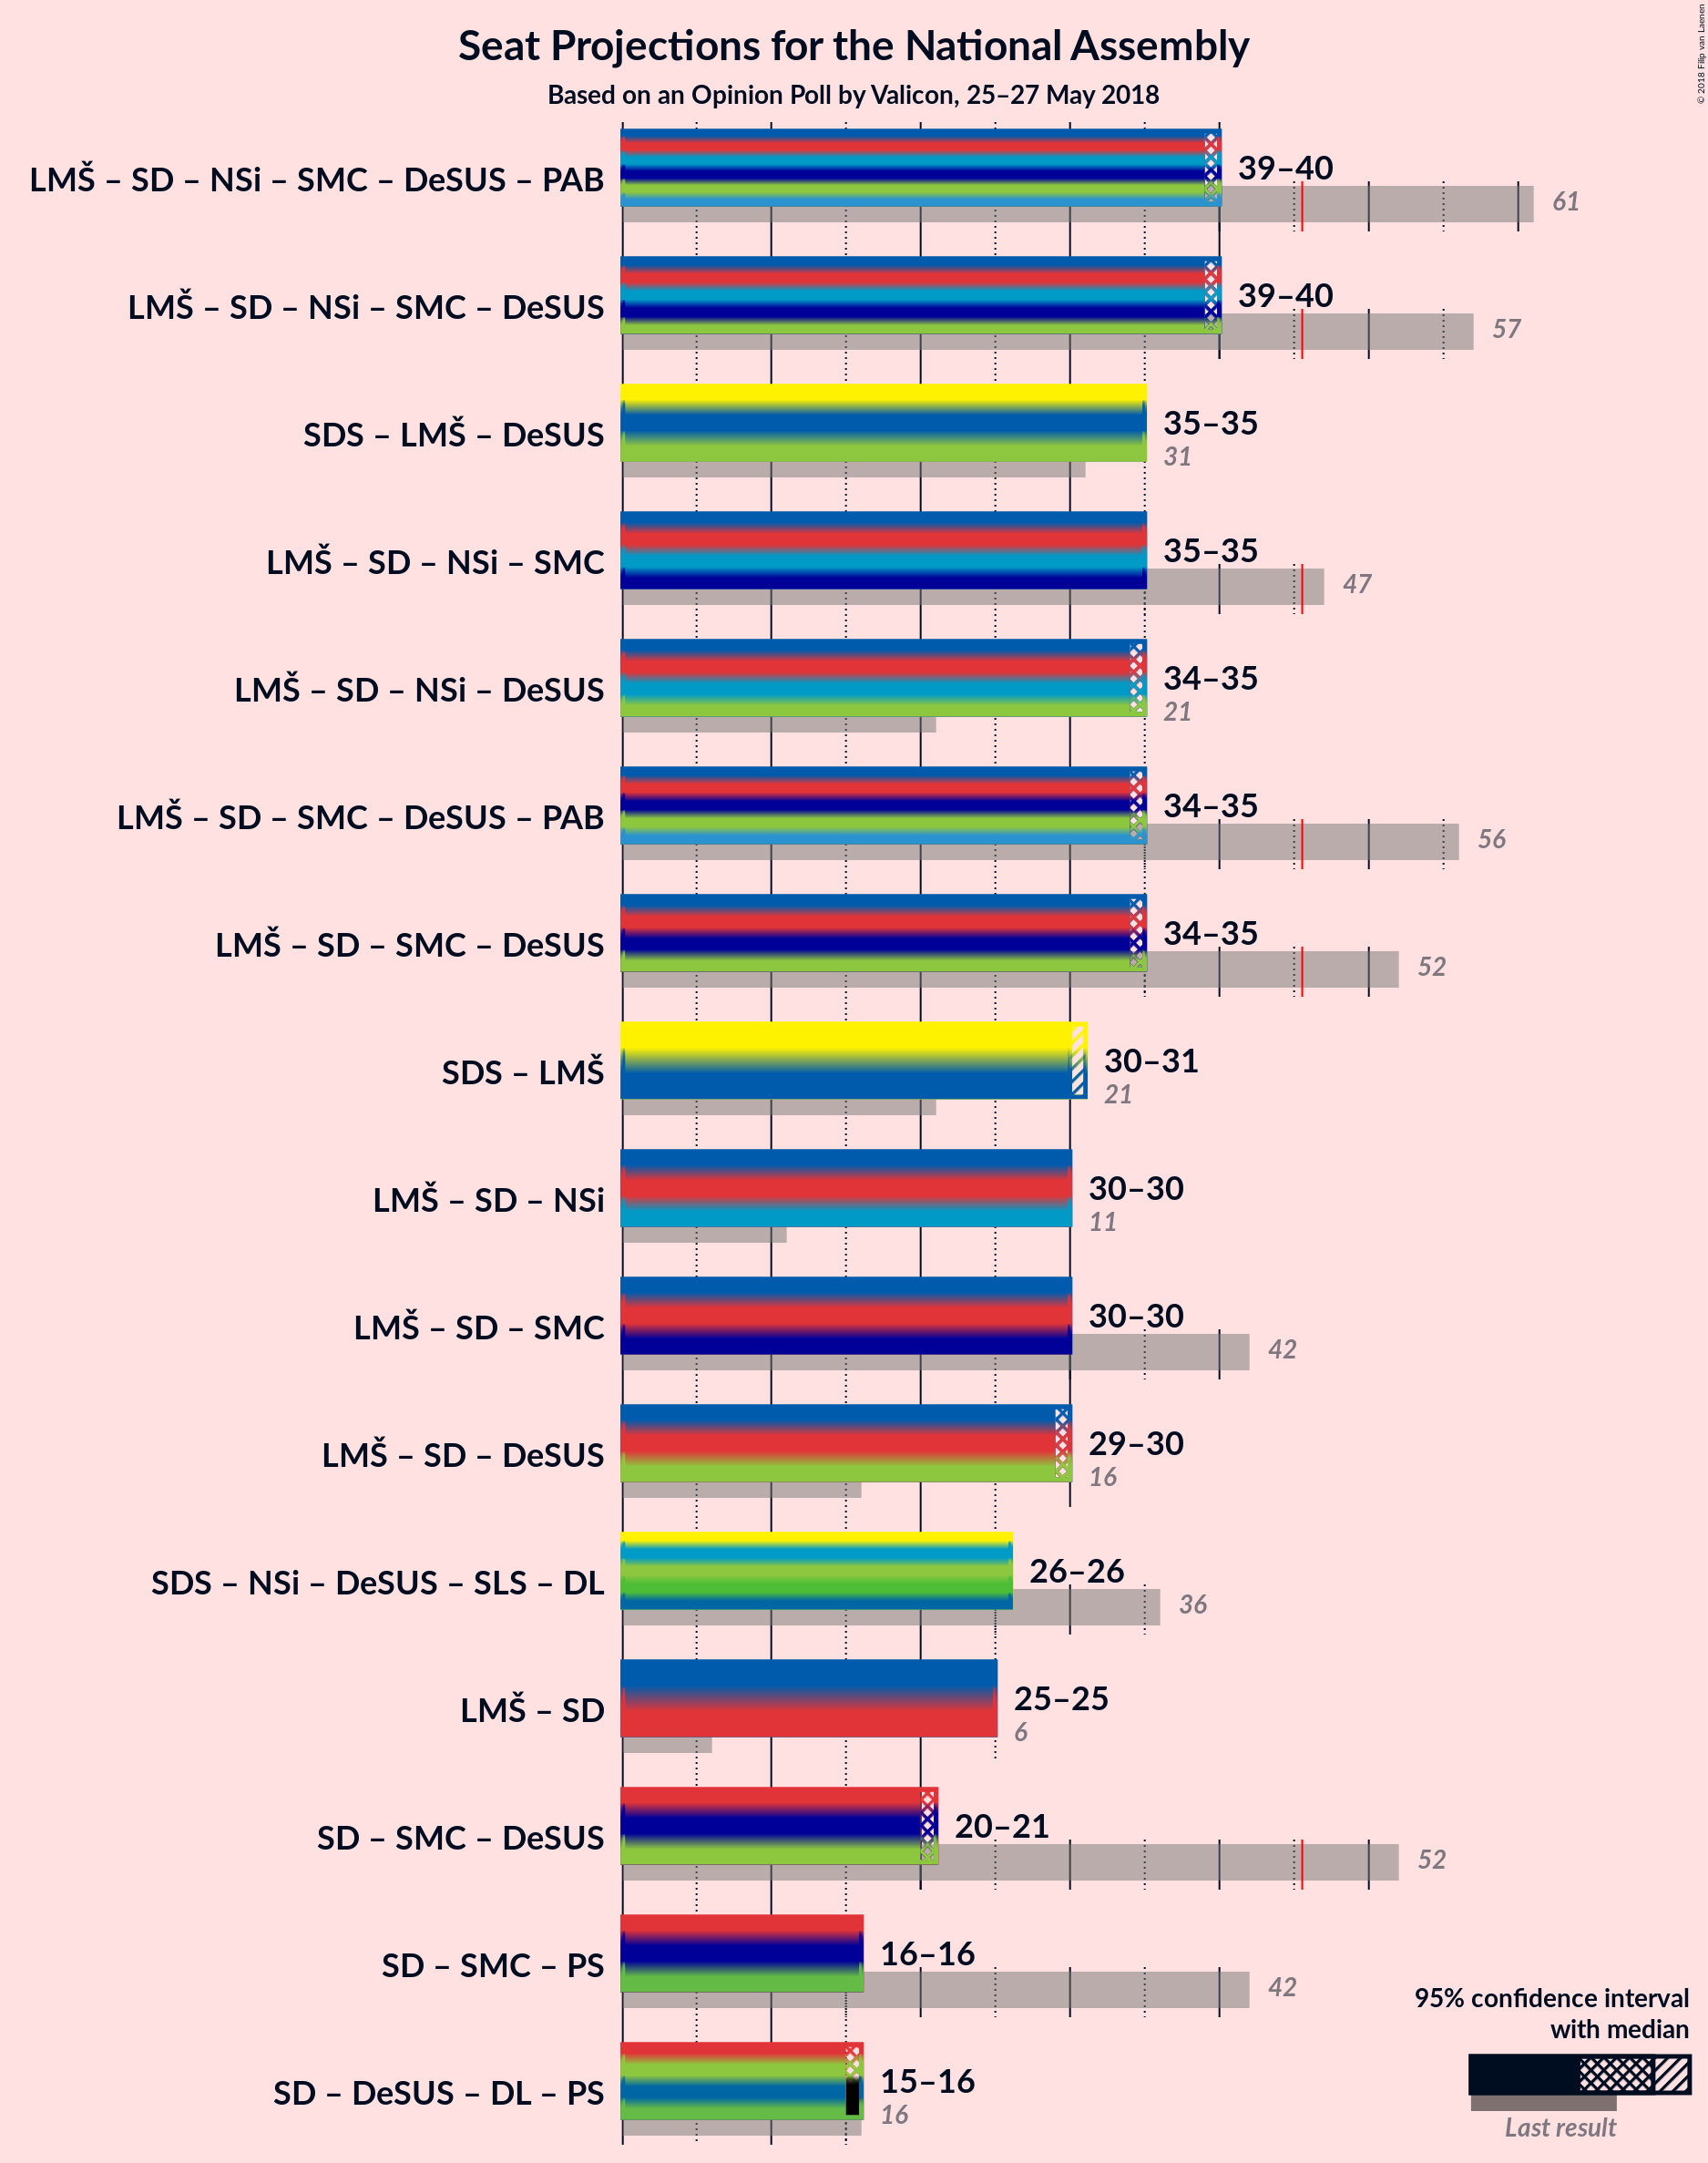 Seat Projections for the National Assembly
Based on an Opinion Poll by Valicon, 25–27 May 2018
© 2018 Filip van Laenen
LMŠ – SD – NSi – SMC – DeSUS – PAB
39–40
61
LMŠ – SD – NSi – SMC – DeSUS
39–40
57
SDS – LMŠ – DeSUS
35–35
31
LMŠ – SD – NSi – SMC
35–35
47
LMŠ – SD – NSi – DeSUS
34–35
21
LMŠ – SD – SMC – DeSUS – PAB
34–35
56
LMŠ – SD – SMC – DeSUS
34–35
52
SDS – LMŠ
30–31
21
LMŠ – SD – NSi
30–30
11
LMŠ – SD – SMC
30–30
42
LMŠ – SD – DeSUS
29–30
16
SDS – NSi – DeSUS – SLS – DL
26–26
36
LMŠ – SD
25–25
6
SD – SMC – DeSUS
20–21
52
SD – SMC – PS
16–16
42
SD – DeSUS – DL – PS
15–16
16
95% confidence interval
with median
Last result